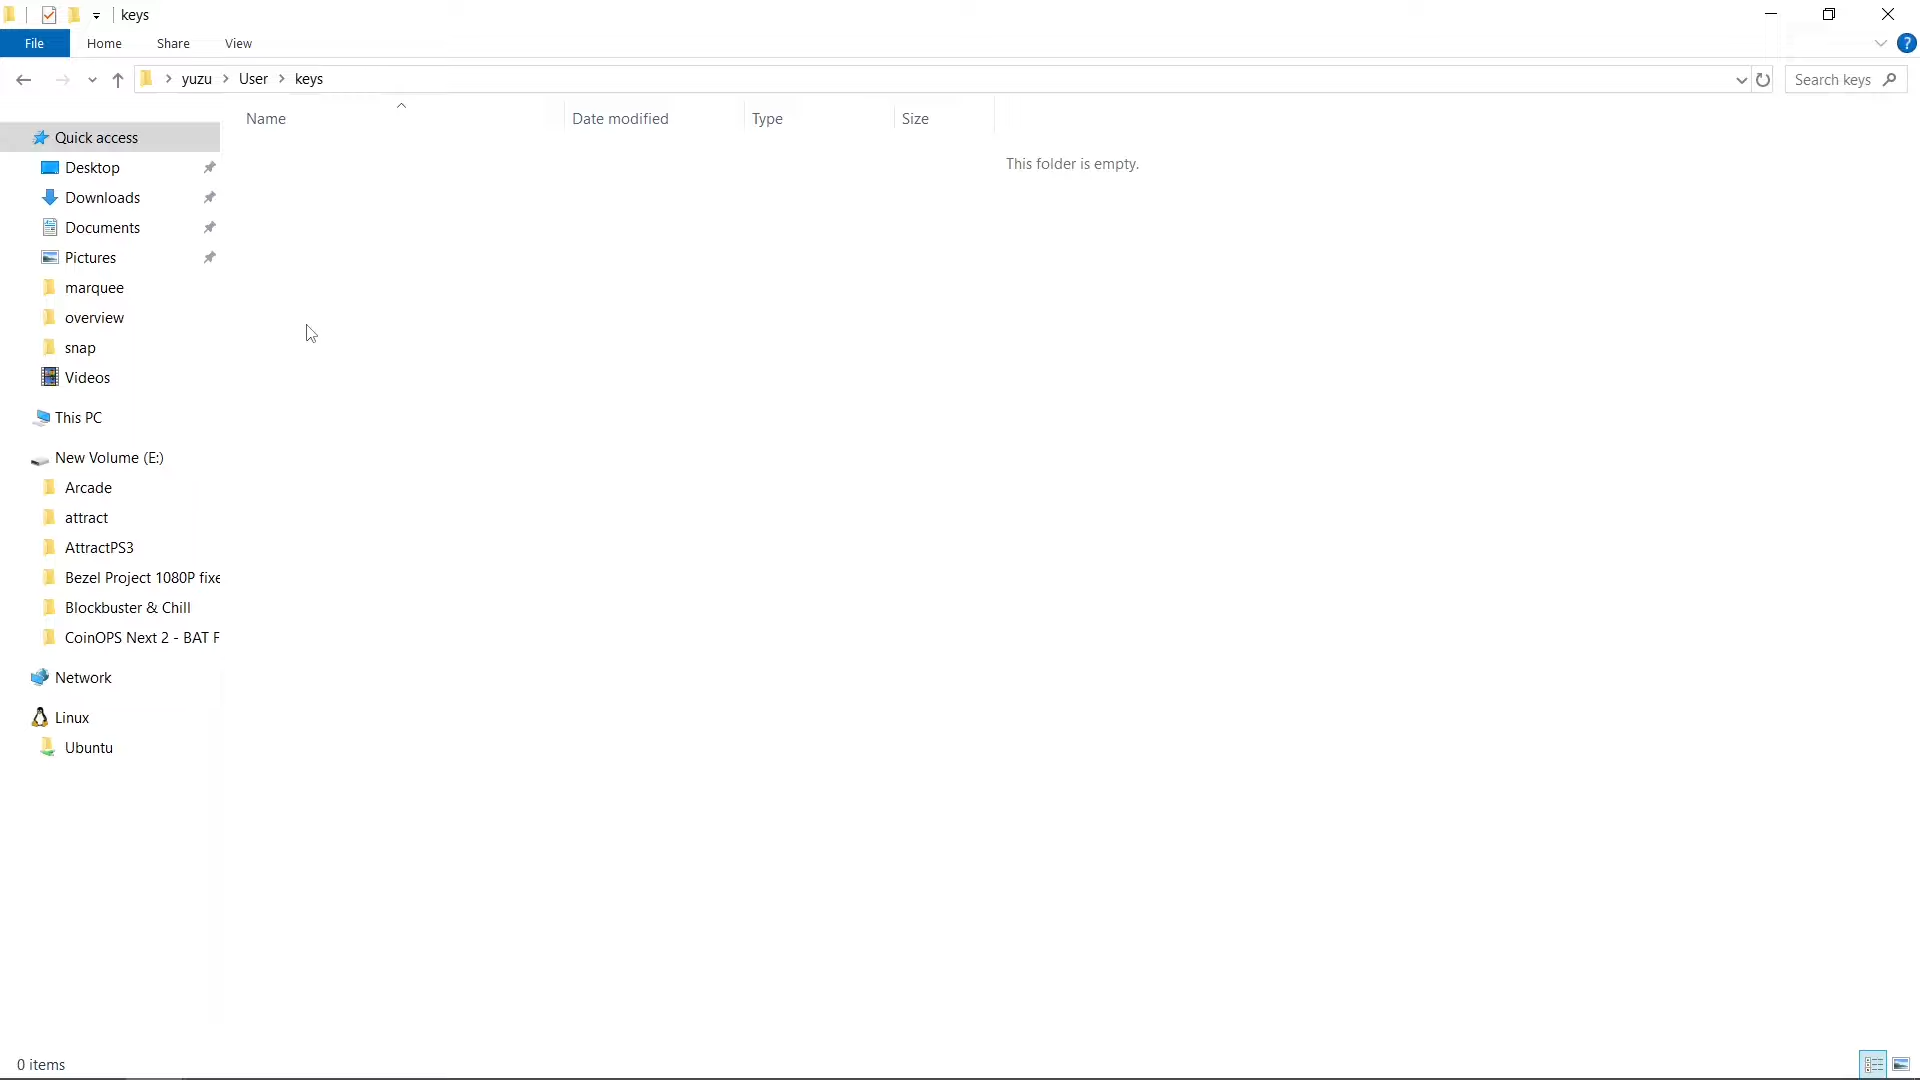 keys
File Home Share View
yuzu User keys
Search keys
Name Date modified Type Size
This folder is empty.
Quick access
Desktop
Downloads
Documents
Pictures
marquee
overview
snap
Videos
This PC
New Volume (E:)
Arcade
attract
AttractPS3
Bezel Project 1080P fixe
Blockbuster & Chill
CoinOPS Next 2 - BAT F
Network
Linux
Ubuntu
0 items